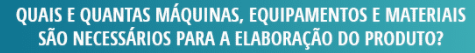 QUAIS E QUANTAS MÁQUINAS, EQUIPAMENTOS E MATERIAIS
SÃO NECESSÁRIOS PARA A ELABORAÇÃO DO PRODUTO?